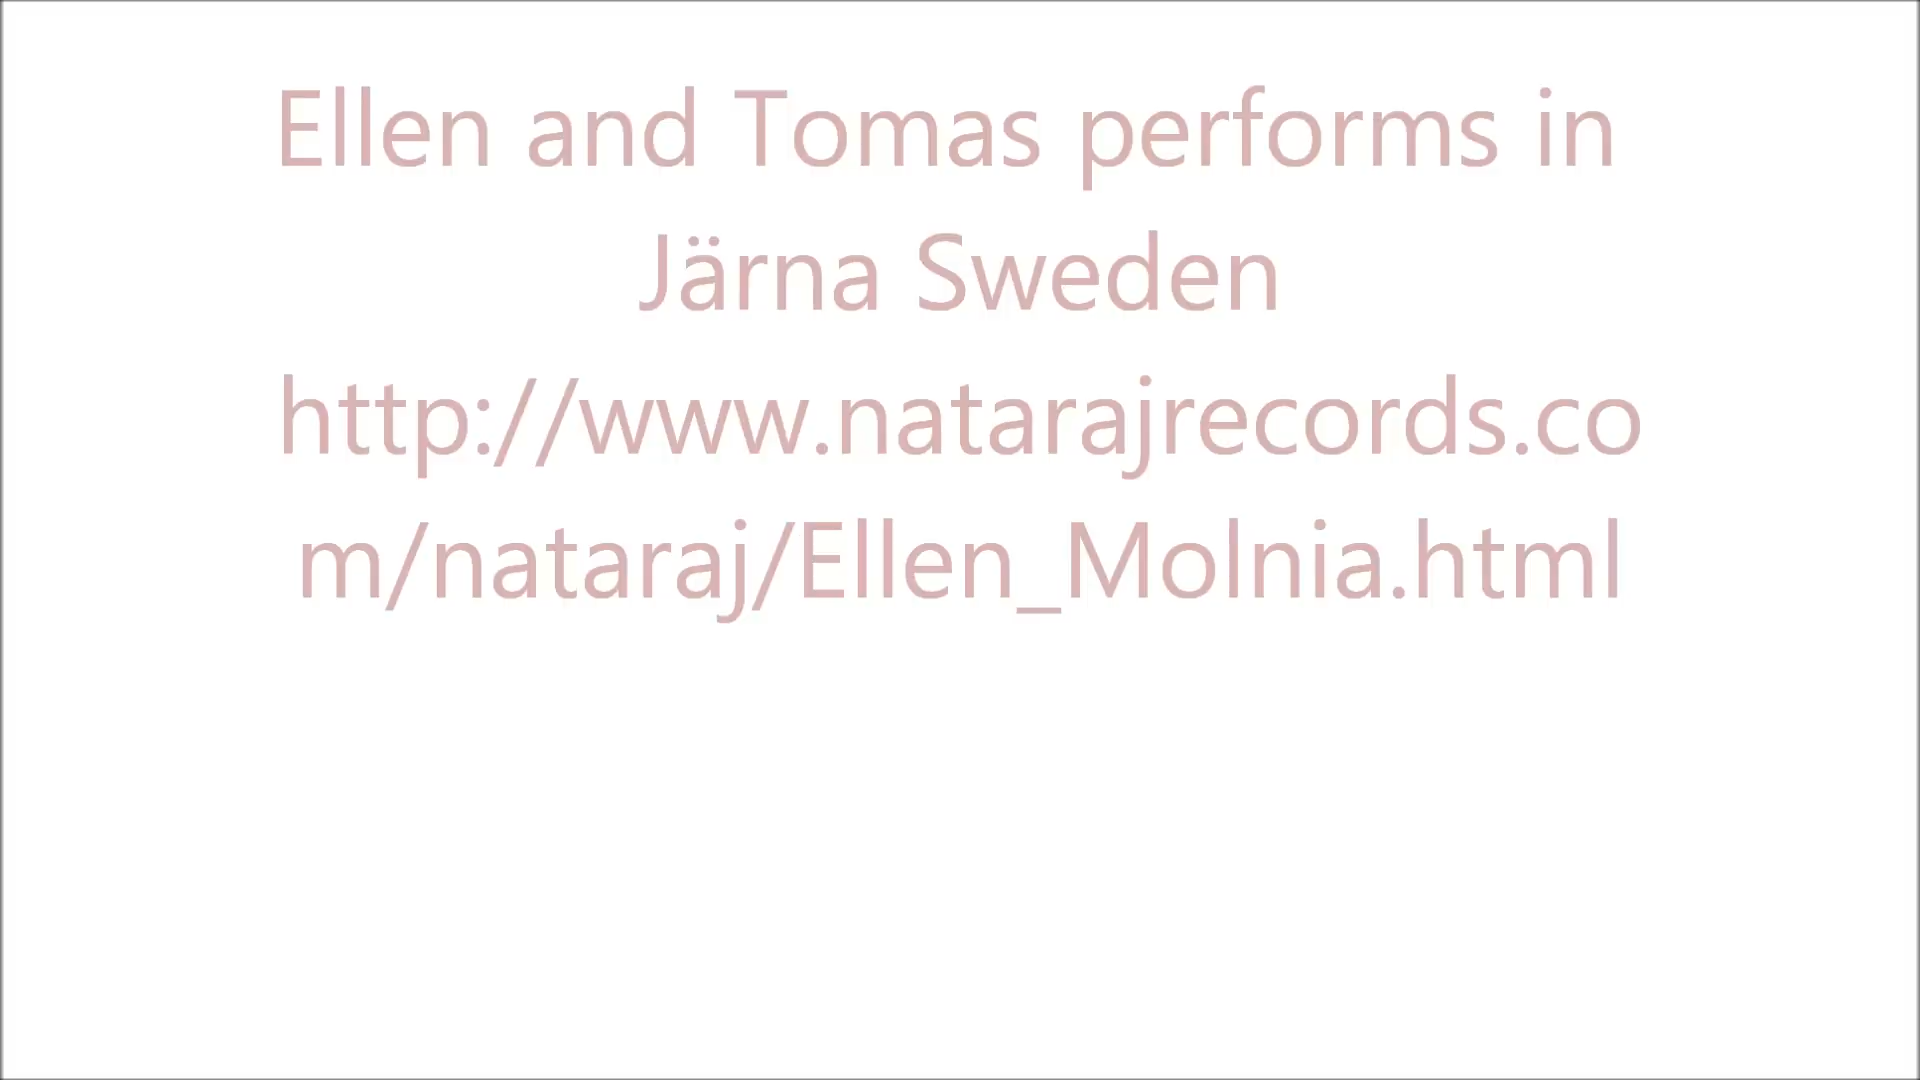 Ellen and Tomas performs in
Järna Sweden
http://www.natarajrecords.co
m/nataraj/Ellen_Molnia.html